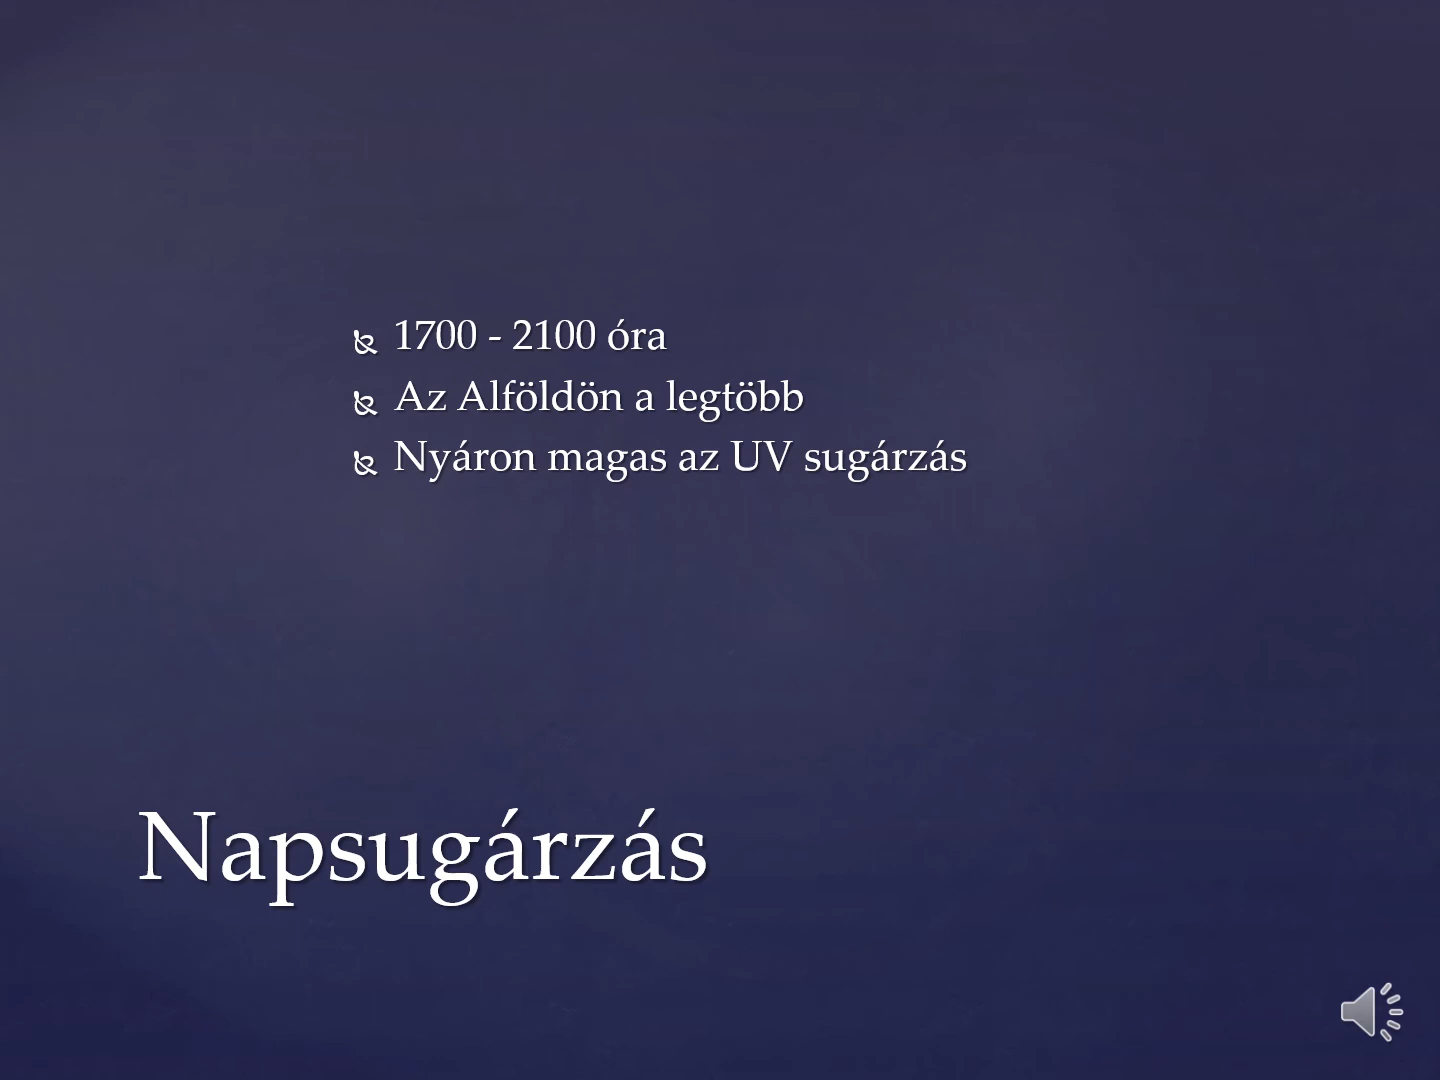 1700 - 2100 óra
Az Alföldön a legtöbb
Nyáron magas az UV sugárzás
Napsugárzás